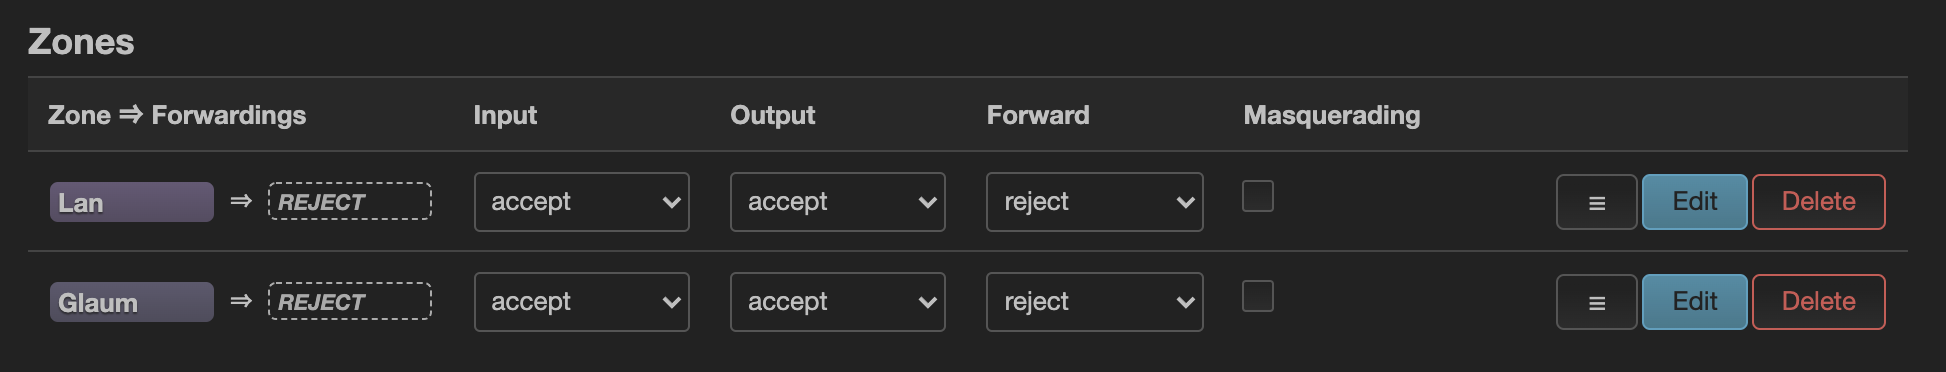 Zones
Zone ⇒ Forwardings Input Output Forward Masquerading
Lan ⇒ REJECT accept accept reject Edit Delete
Glaum ⇒ REJECT accept accept reject Edit Delete